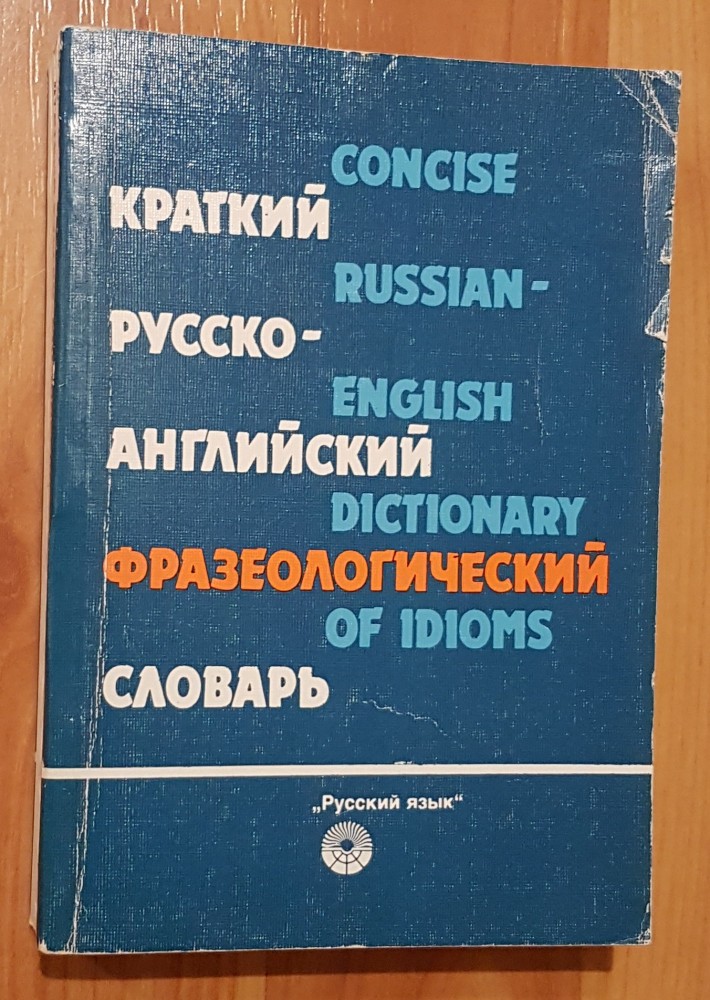 CONCISE
КРАТКИЙ
RUSSIAN-
РУССКО-
ENGLISH
АНГЛИЙСКИЙ
DICTIONARY
ФРАЗЕОЛОГИЧЕСКИЙ
OF IDIOMS
СЛОВАРЬ
„Русский язык“